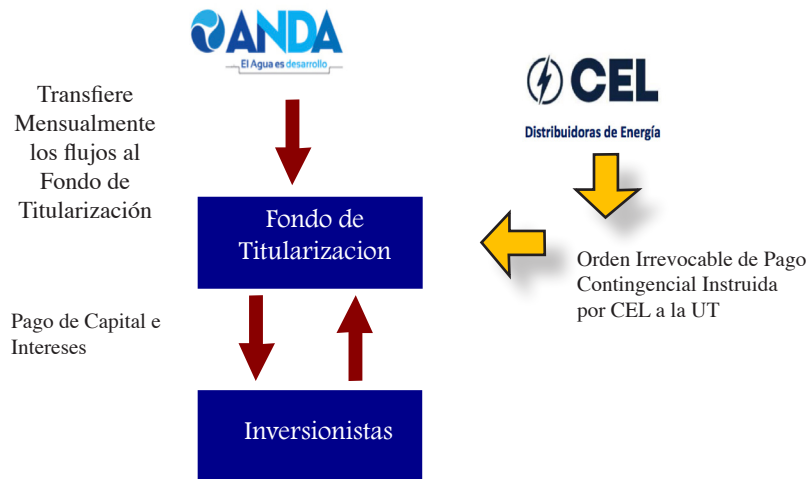 ANDA
El Agua es desarrollo
CEL
Distribuidoras de Energía
Transfiere
Mensualmente
los flujos al
Fondo de
Titularización
Fondo de
Titularizacion
Orden Irrevocable de Pago
Contingencial Instruida
por CEL a la UT
Pago de Capital e
Intereses
Inversionistas